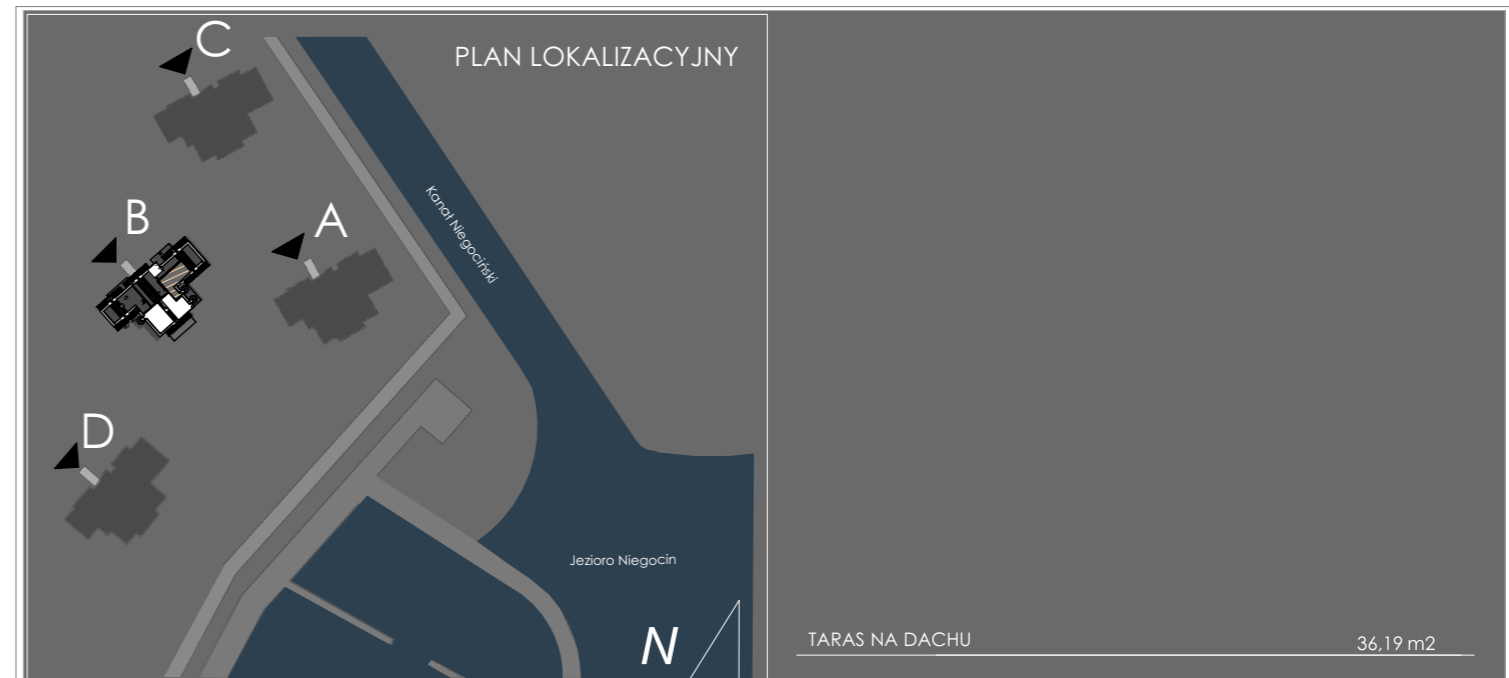 C
PLAN LOKALIZACYJNY
B
A
Kanał Niegociński
D
Jezioro Niegocin
N
TARAS NA DACHU 36,19 m2